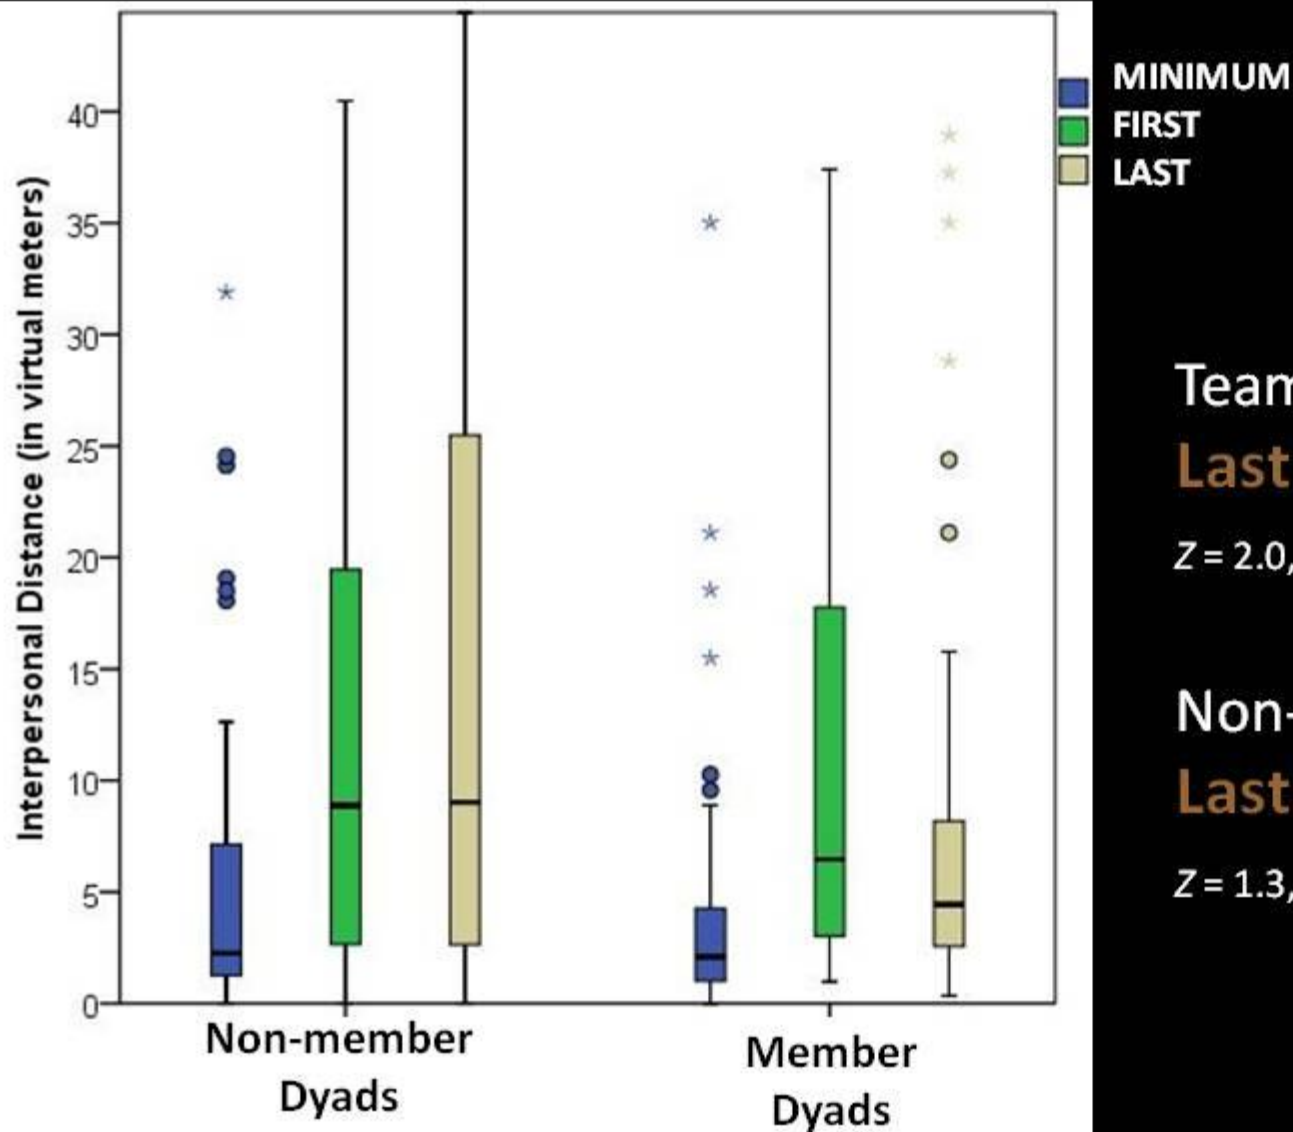 Interpersonal Distance (in virtual meters)
40
35
30
25
20
15
10
5
0
Non-member
Dyads
Member
Dyads
MINIMUM
FIRST
LAST
Team
Last
Z = 2.0,
Non-
Last
Z = 1.3,